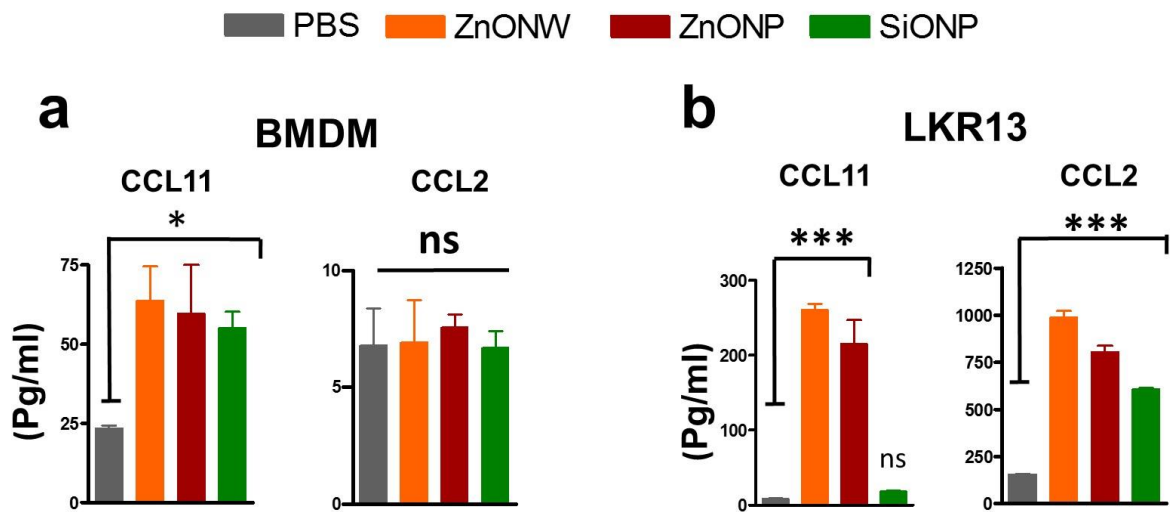 PBS ZnONW ZnONP SiONP
a
BMDM
b
LKR13
CCL11
*
(Pg/ml)
75
50
25
0
CCL2
ns
10
5
0
CCL11
***
(Pg/ml)
300
200
100
0
ns
CCL2
***
1250
1000
750
500
250
0